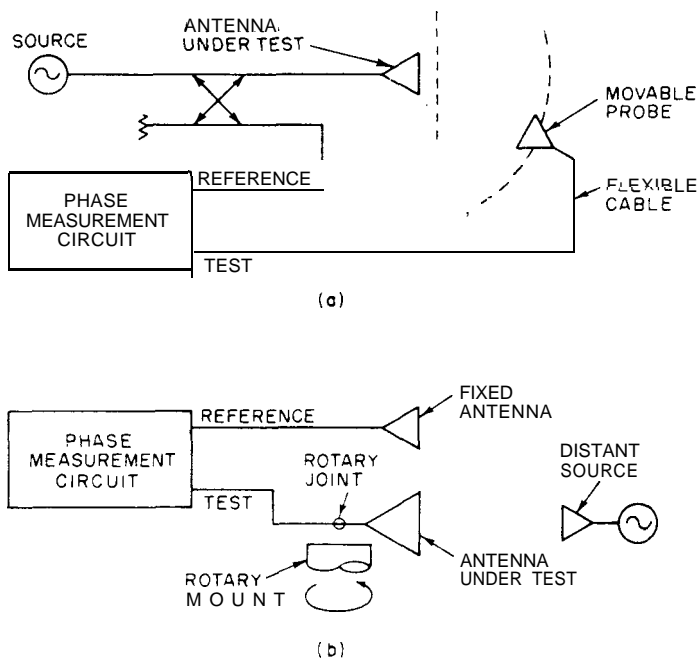 SOURCE
ANTENNA
UNDER TEST
MOVABLE
PROBE
REFERENCE
PHASE
MEASUREMENT
CIRCUIT
FLEXIBLE
CABLE
TEST
(a)
FIXED
ANTENNA
REFERENCE
PHASE
MEASUREMENT
CIRCUIT
ROTARY
JOINT
DISTANT
SOURCE
TEST
ANTENNA
UNDER TEST
ROTARY
MOUNT
(b)